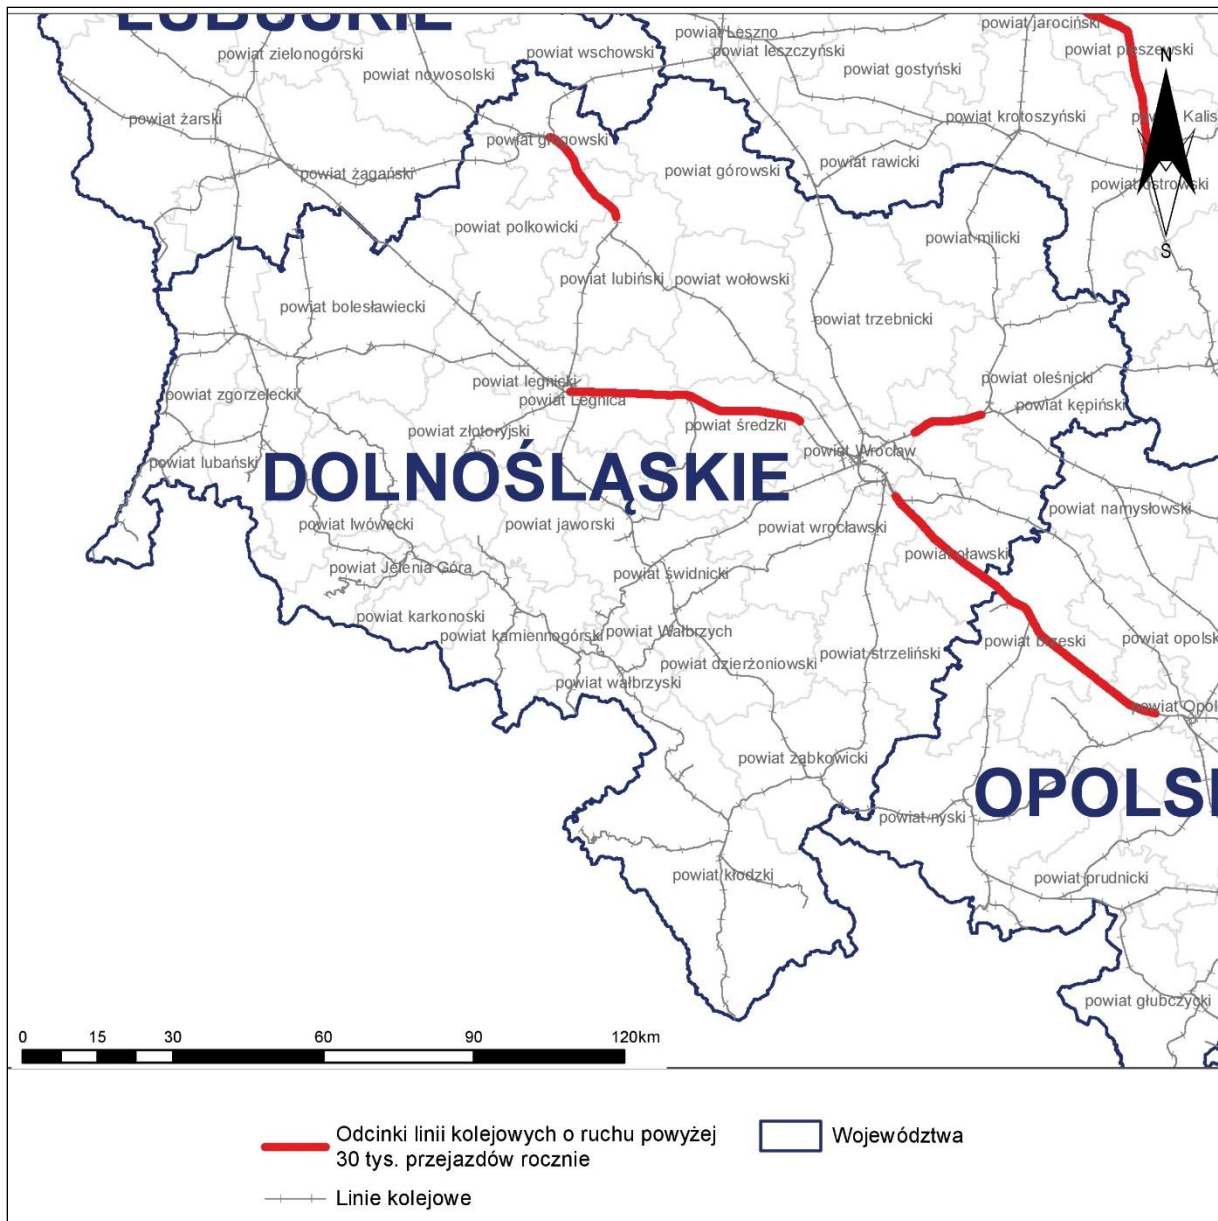 LUBUSKIE
powiat Leszno
powiat jarociński
powiat zielonogórski
powiat wschowski
powiat leszczyński
powiat pleszewski
N
powiat nowosolski
powiat gostyński
powiat żarski
powiat krotoszyński
Kalis
powiat głogowski
powiat rawicki
powiat żagański
powiat górowski
powiat ostrowski
powiat polkowicki
powiat milicki
S
powiat lubiński
powiat wołowski
powiat bolesławiecki
powiat trzebnicki
powiat legnicki
powiat oleśnicki
powiat zgorzelecki
powiat Legnica
powiat kępiński
powiat złotoryjski
powiat średzki
powiat lubański
powiat Wrocław
DOLNOŚLĄSKIE
powiat namysłowski
powiat lwówecki
powiat jaworski
powiat wrocławski
powiat oławski
powiat Jelenia Góra
powiat świdnicki
powiat karkonoski
powiat kamiennogórski
powiat Wałbrzych
powiat brzeski
powiat opolsk
powiat dzierżoniowski
powiat strzeliński
powiat wałbrzyski
powiat Opol
powiat ząbkowicki
OPOLSK
powiat nyski
powiat kłodzki
powiat prudnicki
powiat głubczycki
0 15 30 60 90 120km
Odcinki linii kolejowych o ruchu powyżej
30 tys. przejazdów rocznie
Województwa
Linie kolejowe